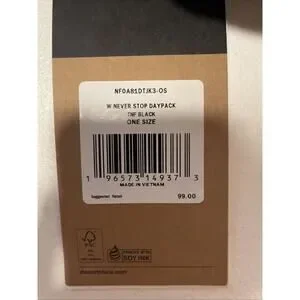 NF0A81DTJK3-OS
W NEVER STOP DAYPACK
TNF BLACK
ONE SIZE
1 96573 14937 3
MADE IN VIETNAM
Suggested Retail 99.00
FSC
SOY INK